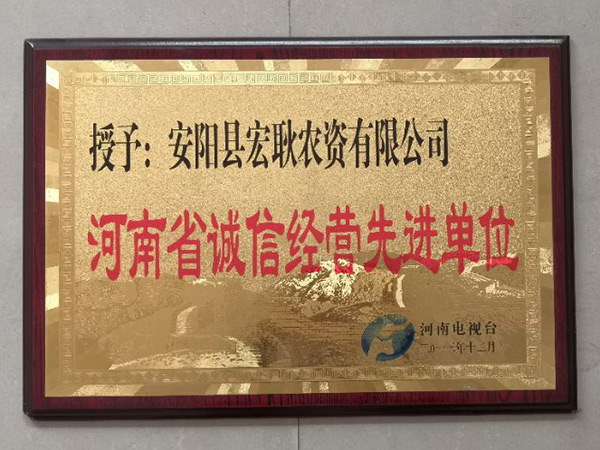 授予：安阳县宏耿农资有限公司
河南省诚信经营先进单位
河南电视台
二〇一三年十二月